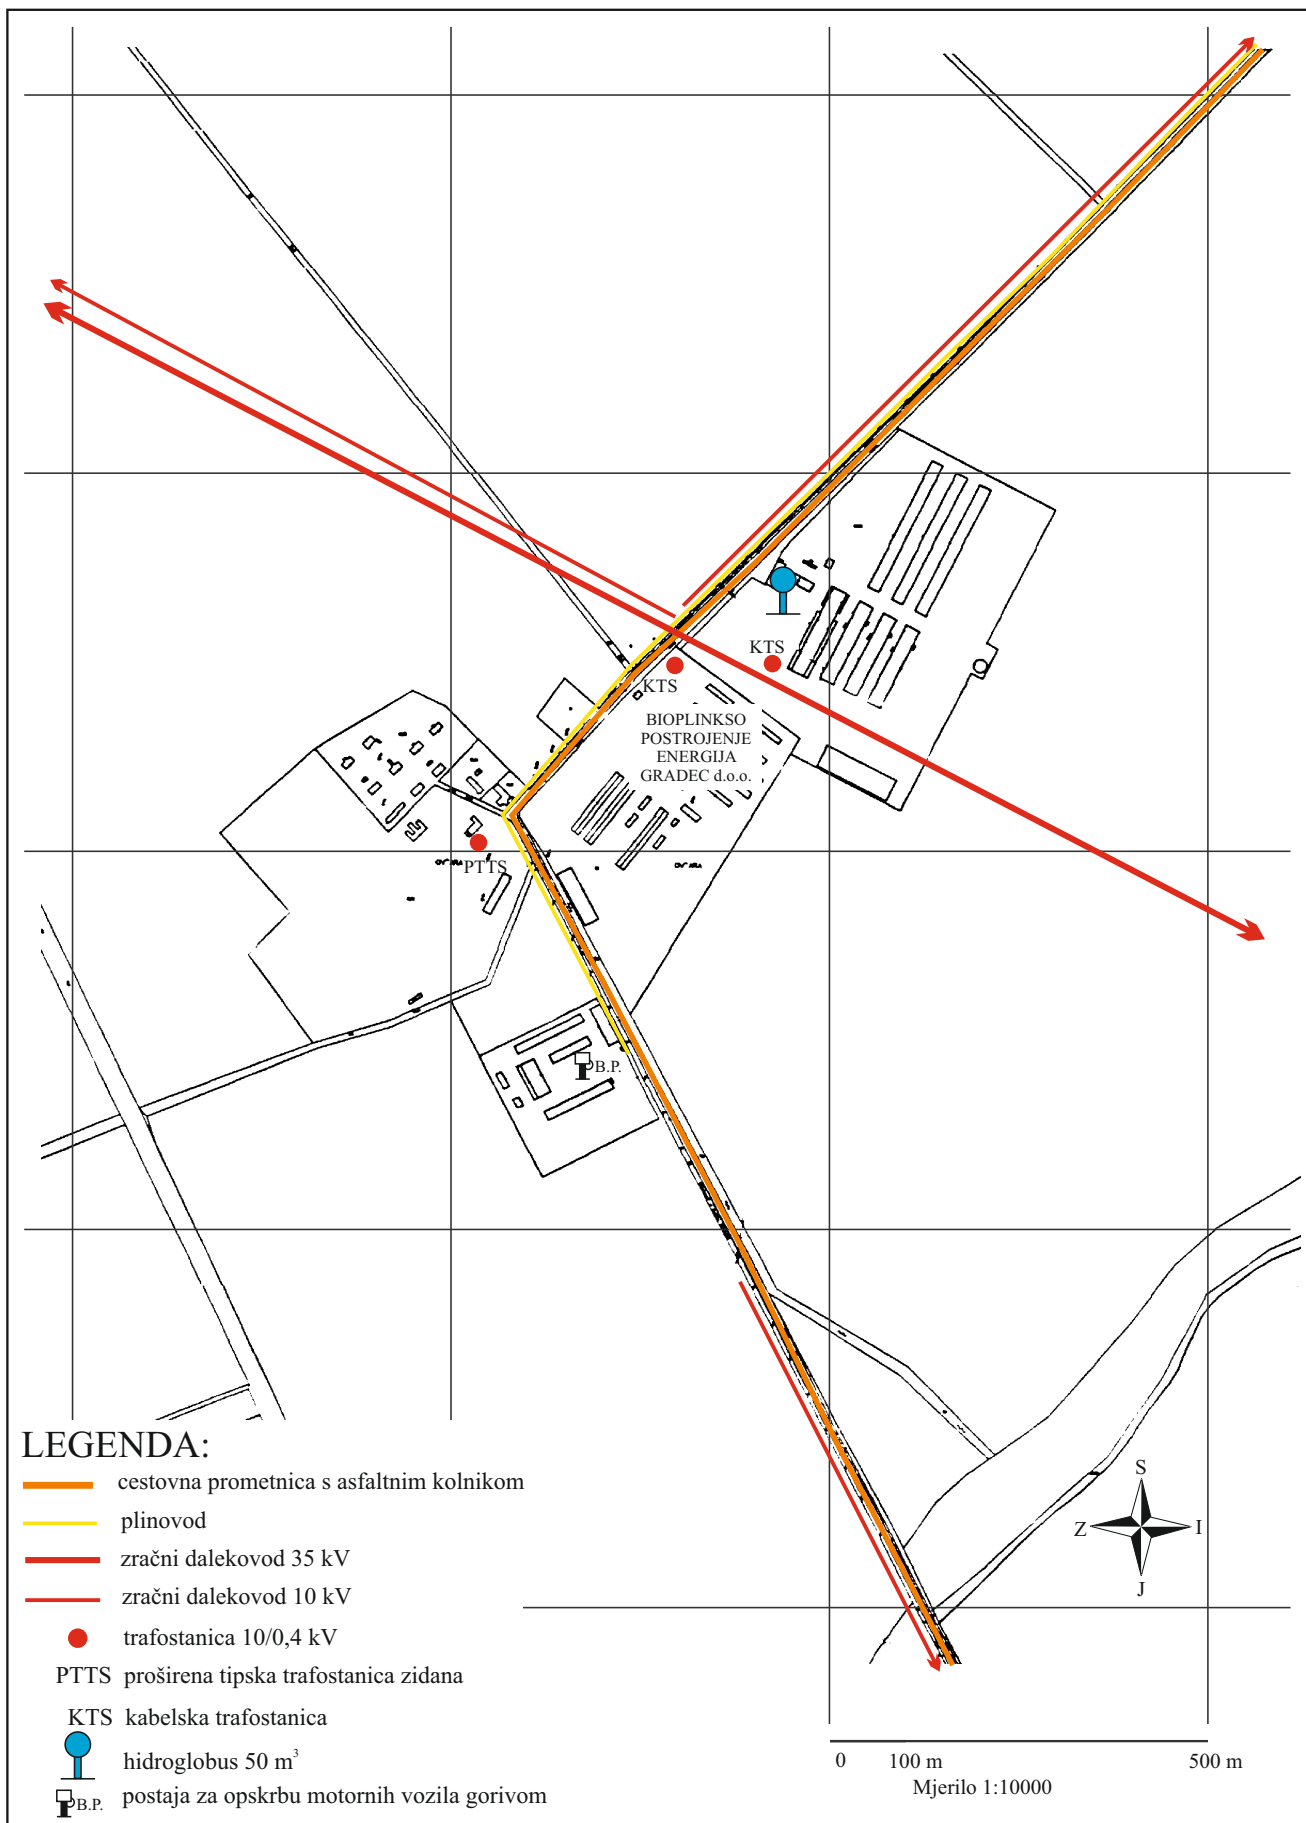 KTS
KTS
BIOPLINKSO
POSTROJENJE
ENERGIJA
GRADEC d.o.o.
PTTS
B.P.
LEGENDA:
cestovna prometnica s asfaltnim kolnikom
plinovod
zračni dalekovod 35 kV
zračni dalekovod 10 kV
trafostanica 10/0,4 kV
PTTS proširena tipska trafostanica zidana
KTS kabelska trafostanica
hidroglobus 50 m³
B.P. postaja za opskrbu motornih vozila gorivom
S
Z I
J
0 100 m 500 m
Mjerilo 1:10000